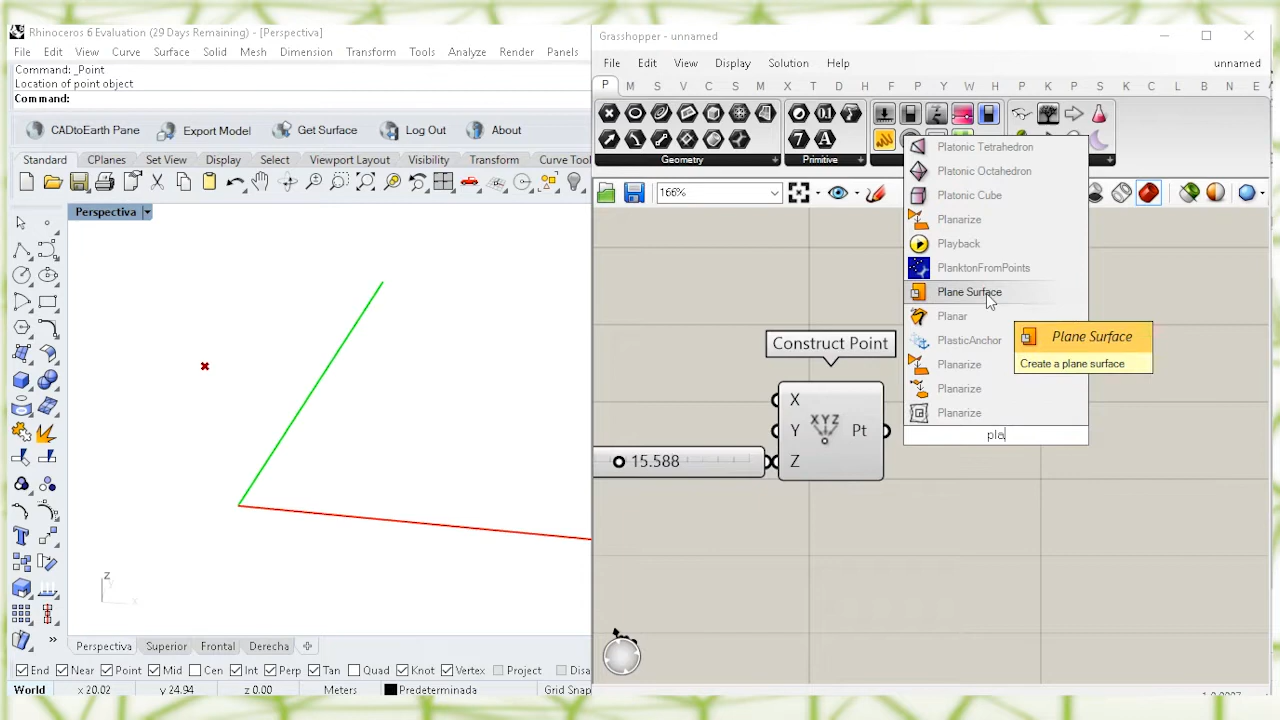 Rhinoceros 6 Evaluation (29 Days Remaining) - [Perspectiva]
File Edit View Curve Surface Solid Mesh Dimension Transform Tools Analyze Render Panels
Command: _Point
Location of point object
Command:
CADtoEarth Pane Export Model Get Surface Log Out About
Standard CPlanes Set View Display Select Viewport Layout Visibility Transform Curve Too
Perspectiva
z
y
x
Perspectiva Superior Frontal Derecha
End Near Point Mid Cen Int Perp Tan Quad Knot Vertex Project Disa
World x 20.02 y 24.94 z 0.00 Meters Predeterminada Grid Snap
Grasshopper - unnamed
File Edit View Display Solution Help unnamed
P M S V C S M X T D H F P Y W H P K P S K C V B N E
Geometry Primitive
166%
Platonic Tetrahedron
Platonic Octahedron
Platonic Cube
Planarize
Playback
PlanktonFromPoints
Plane Surface
Planar
PlasticAnchor
Planarize
Planarize
Planarize
pla
Plane Surface
Create a plane surface
Construct Point
X
Y
Z
XYZ
Pt
15.588